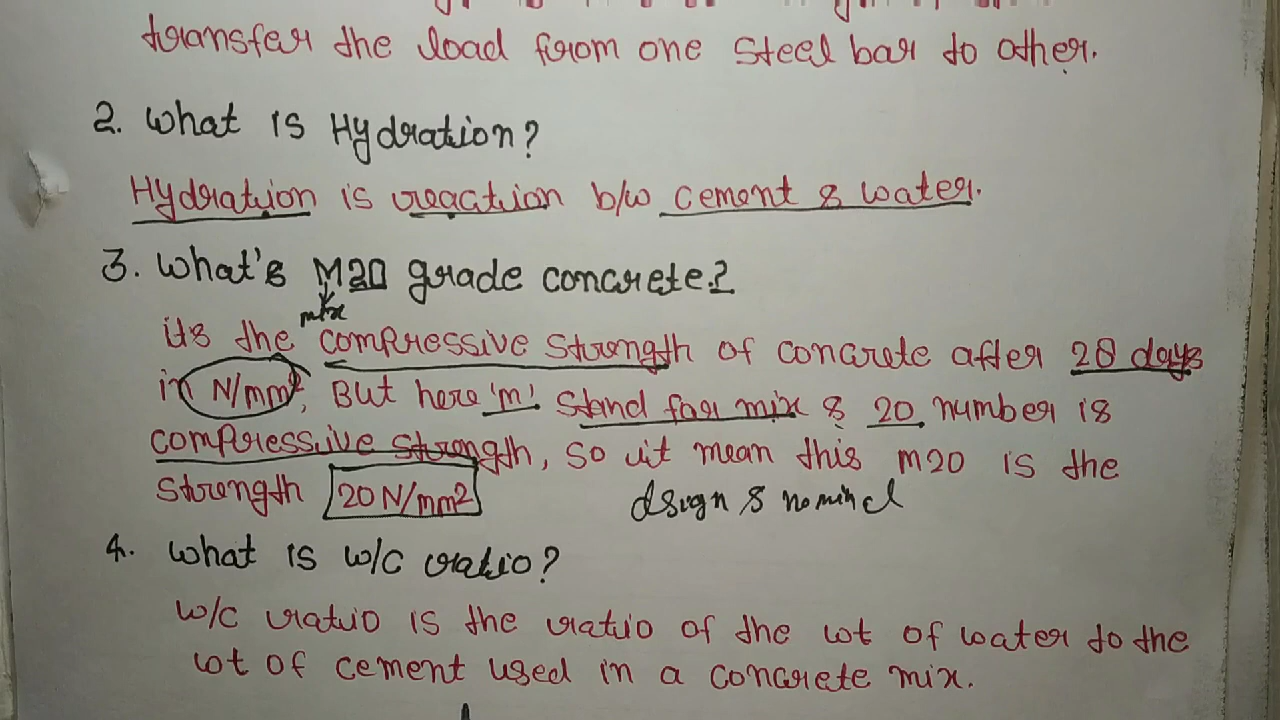 transfer the load from one steel bar to other.
2. What is Hydration?
Hydration is reaction b/w cement & water.
3. What's M20 grade concrete?
mix
its the compressive strength of concrete after 28 days
in N/mm2, But here 'm' stand for mix & 20 number is
compressive strength, so it mean this m20 is the
strength 20 N/mm2
dsign & nominel
4. What is w/c ratio?
w/c ratio is the ratio of the wt of water to the
wt of cement used in a concrete mix.